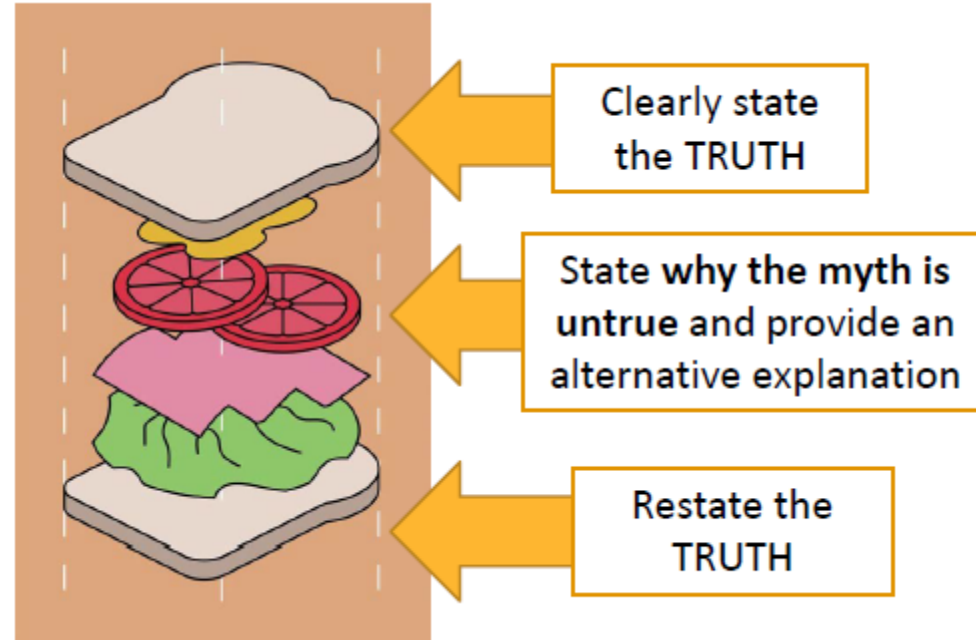 Clearly state
the TRUTH
State why the myth is
untrue and provide an
alternative explanation
Restate the
TRUTH